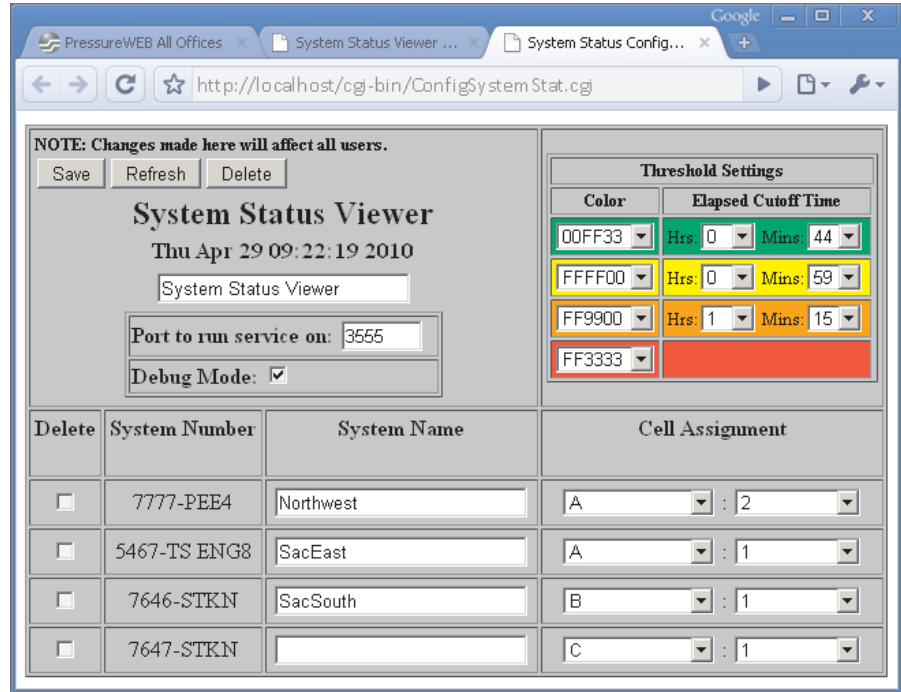 Google
PressureWEB All Offices
System Status Viewer ...
System Status Config...
http://localhost/cgi-bin/ConfigSystemStat.cgi
NOTE: Changes made here will affect all users.
Save Refresh Delete
System Status Viewer
Thu Apr 29 09:22:19 2010
System Status Viewer
Port to run service on: 3555
Debug Mode:
Threshold Settings
Color Elapsed Cutoff Time
00FF33 Hrs: 0 Mins: 44
FFFF00 Hrs: 0 Mins: 59
FF9900 Hrs: 1 Mins: 15
FF3333
Delete System Number System Name Cell Assignment
7777-PEE4 Northwest A : 2
5467-TS ENG8 SacEast A : 1
7646-STKN SacSouth B : 1
7647-STKN C : 1